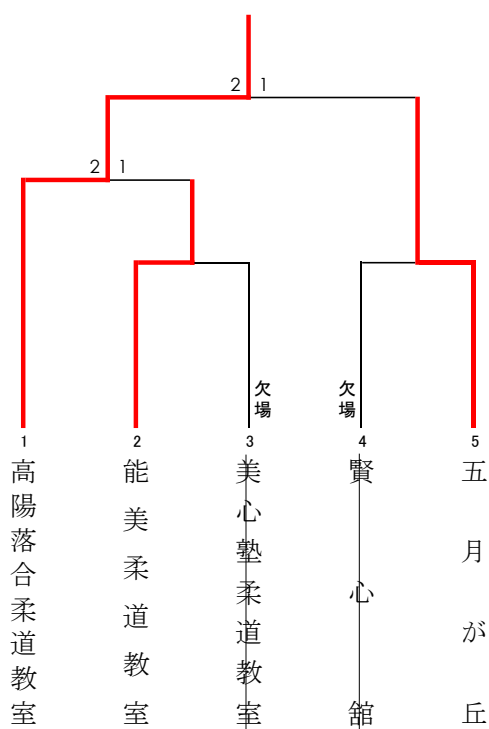 2 1
2 1
欠場
欠場
1
2
3
4
5
高陽落合柔道教室
能美柔道教室
美心塾柔道教室
賢心舘
五月が丘